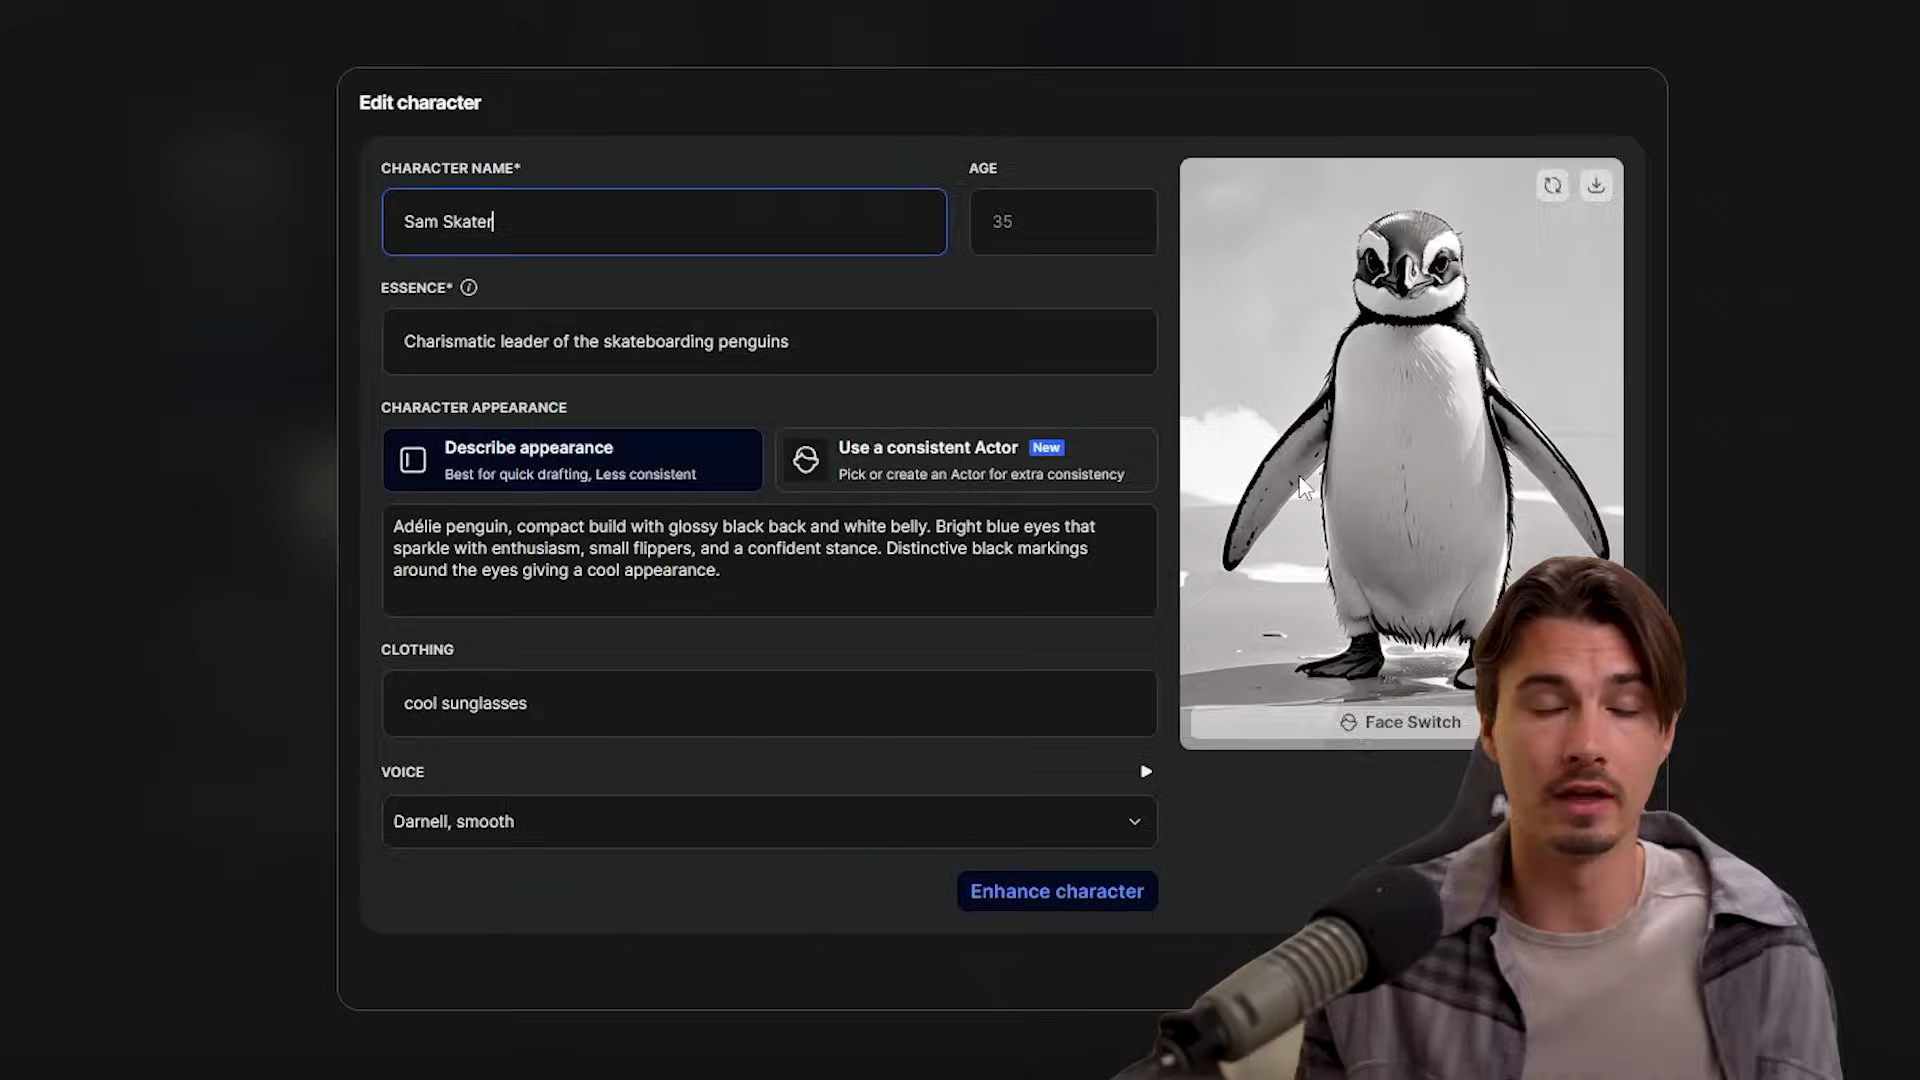 Edit character
CHARACTER NAME*
AGE
Sam Skater
35
ESSENCE*
Charismatic leader of the skateboarding penguins
CHARACTER APPEARANCE
Describe appearance
Best for quick drafting, Less consistent
Use a consistent Actor New
Pick or create an Actor for extra consistency
Adélie penguin, compact build with glossy black back and white belly. Bright blue eyes that
sparkle with enthusiasm, small flippers, and a confident stance. Distinctive black markings
around the eyes giving a cool appearance.
CLOTHING
cool sunglasses
Face Switch
VOICE
Darnell, smooth
Enhance character